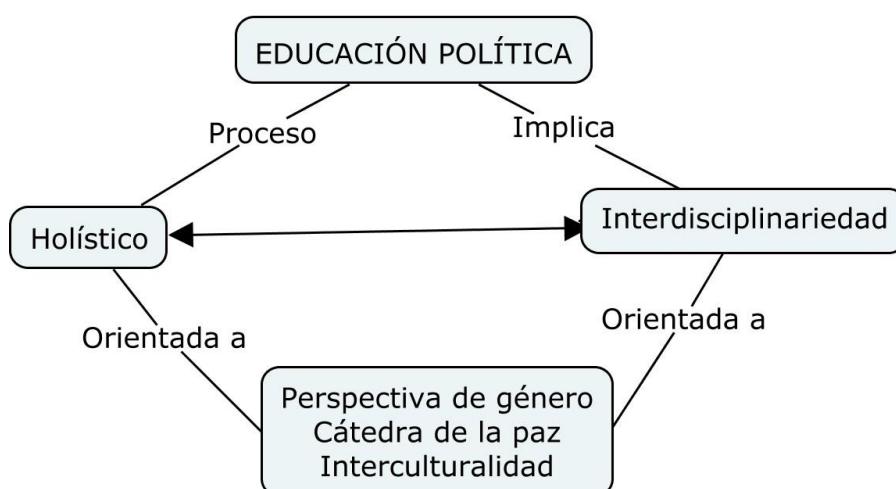 EDUCACIÓN POLÍTICA
Proceso
Implica
Holístico
Interdisciplinariedad
Orientada a
Orientada a
Perspectiva de género
Cátedra de la paz
Interculturalidad